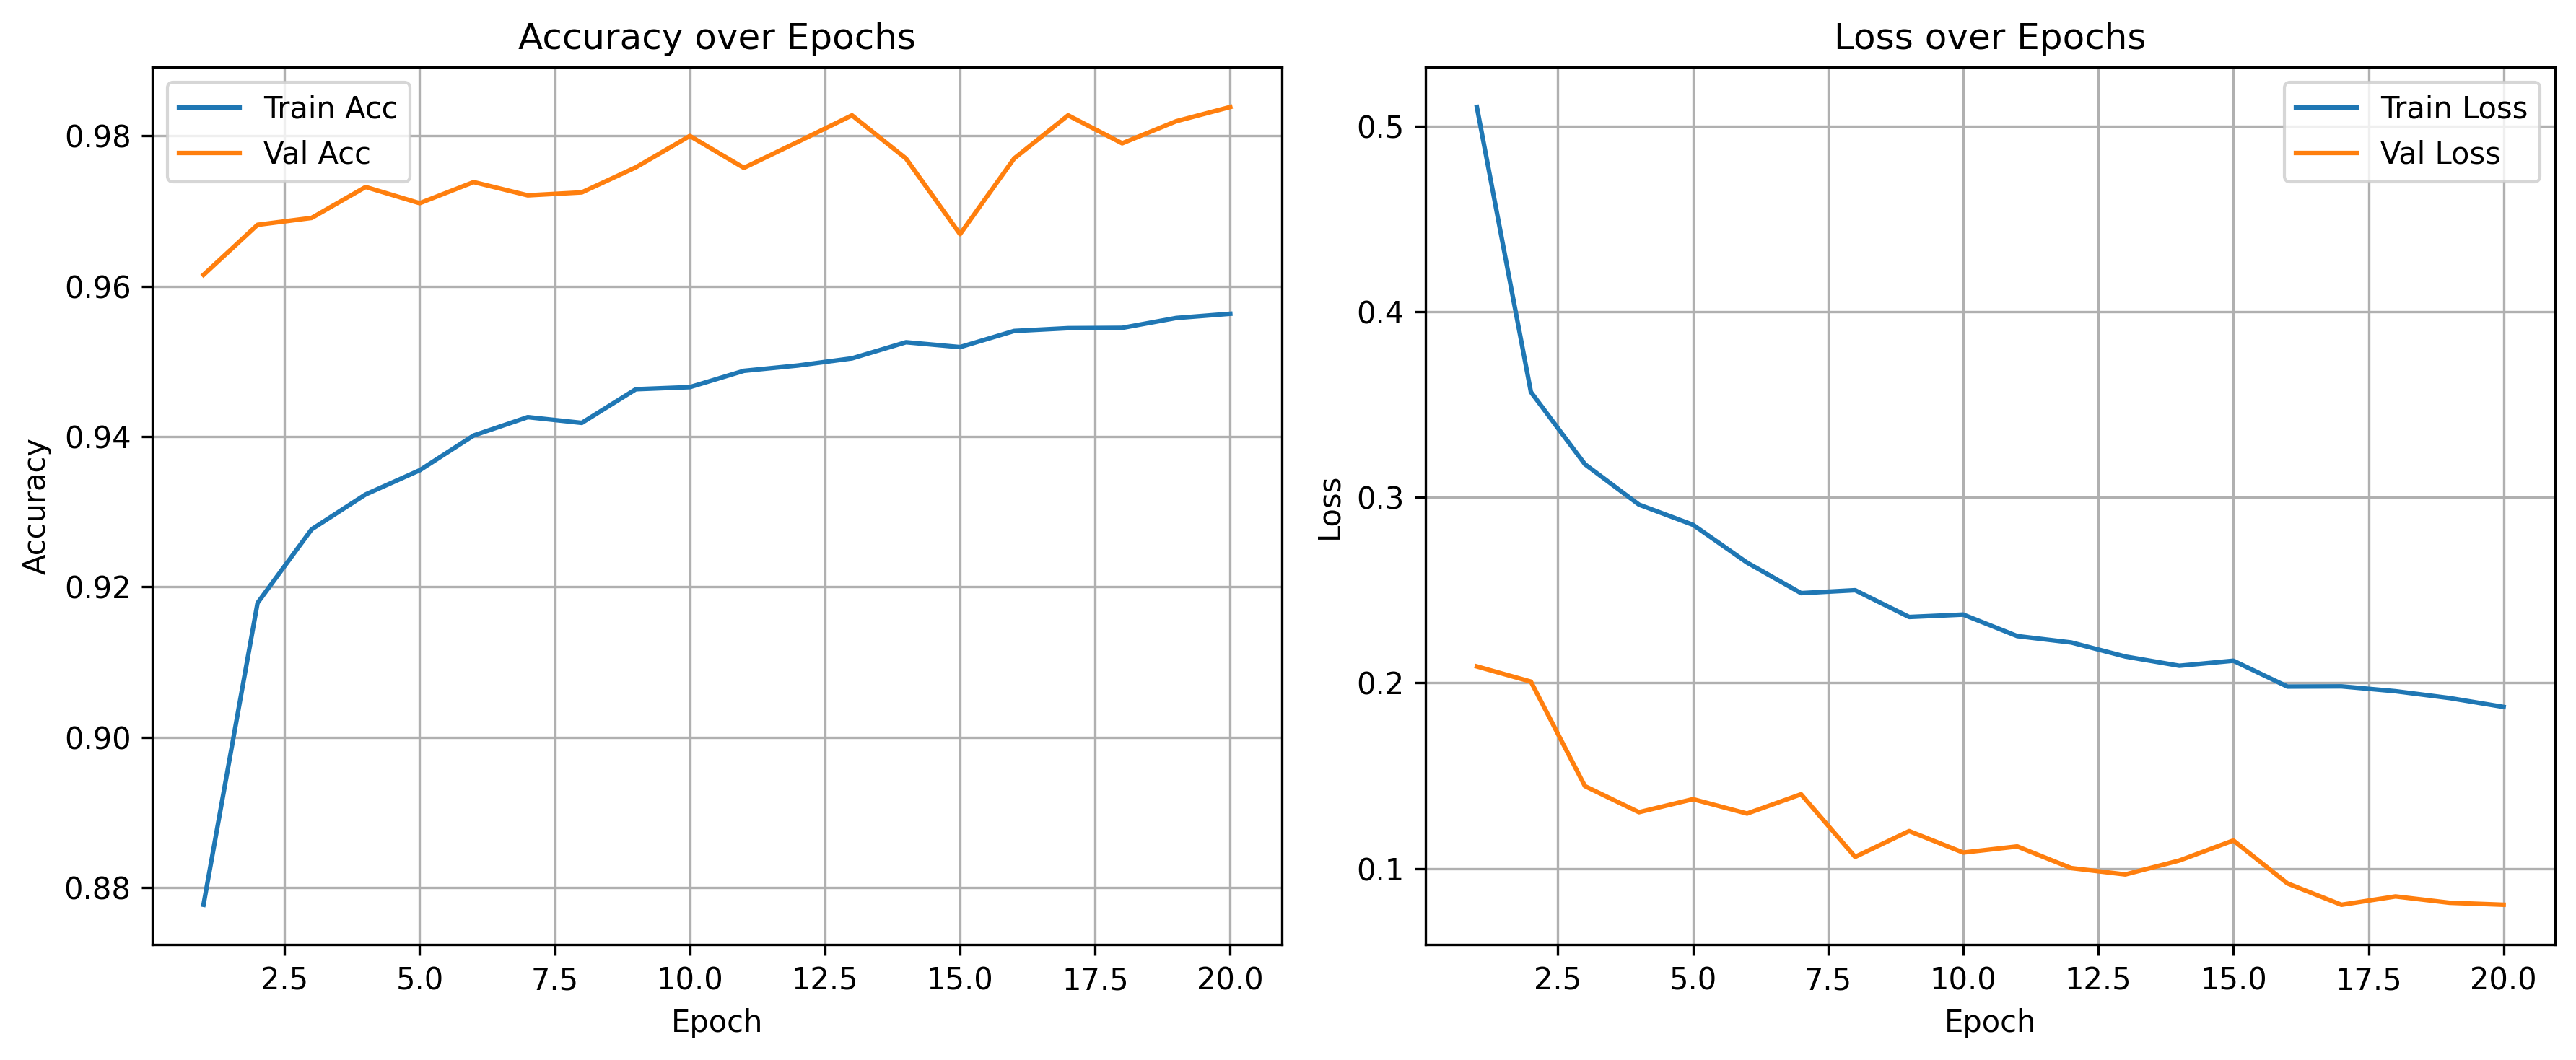 Accuracy over Epochs
Train Acc
Val Acc
0.98
0.96
0.94
0.92
0.90
0.88
Accuracy
2.5 5.0 7.5 10.0 12.5 15.0 17.5 20.0
Epoch
Loss over Epochs
Train Loss
Val Loss
0.5
0.4
0.3
0.2
0.1
Loss
2.5 5.0 7.5 10.0 12.5 15.0 17.5 20.0
Epoch